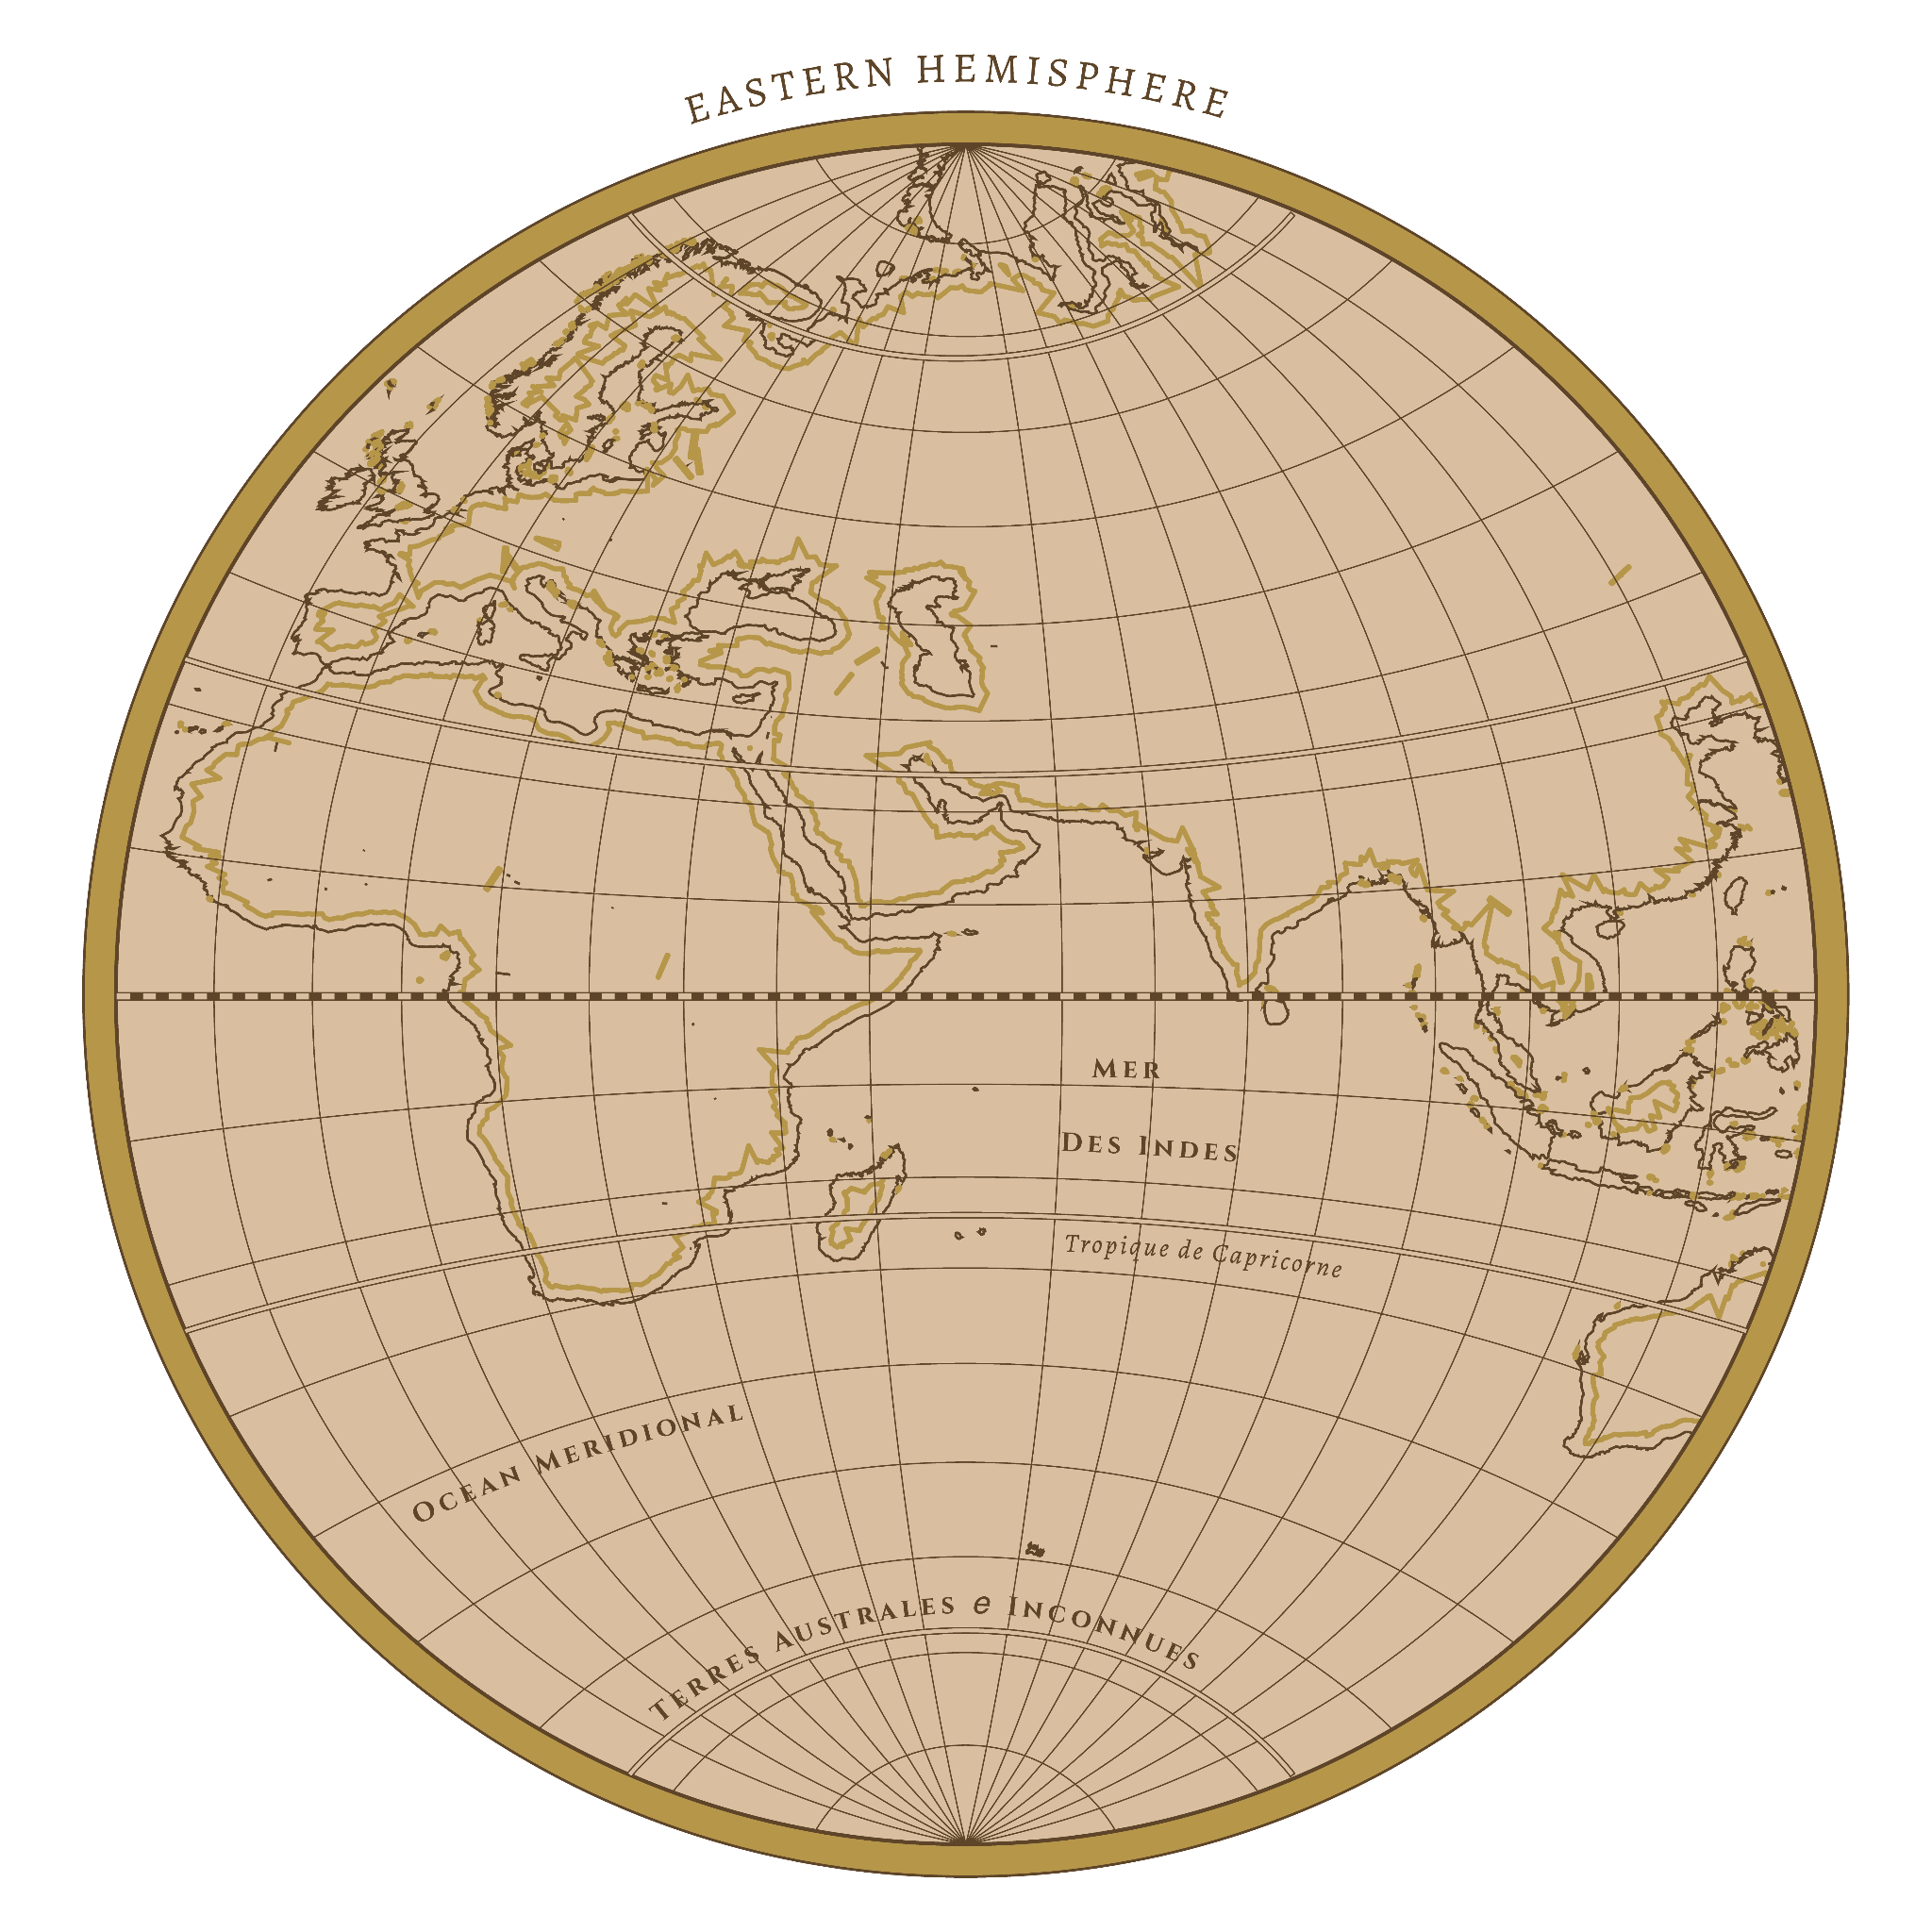 EASTERN HEMISPHERE
MER
DES INDES
Tropique de Capricorne
OCEAN MERIDIONAL
TERRES AUSTRALES e INCONNUES